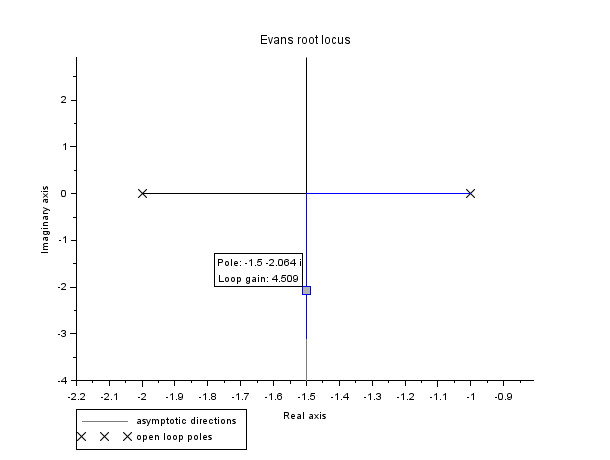 Evans root locus
2
1
0
-1
-2
-3
-4
Imaginary axis
Pole: -1.5 -2.064 i
Loop gain: 4.509
-2.2 -2.1 -2 -1.9 -1.8 -1.7 -1.6 -1.5 -1.4 -1.3 -1.2 -1.1 -1 -0.9
Real axis
asymptotic directions
open loop poles